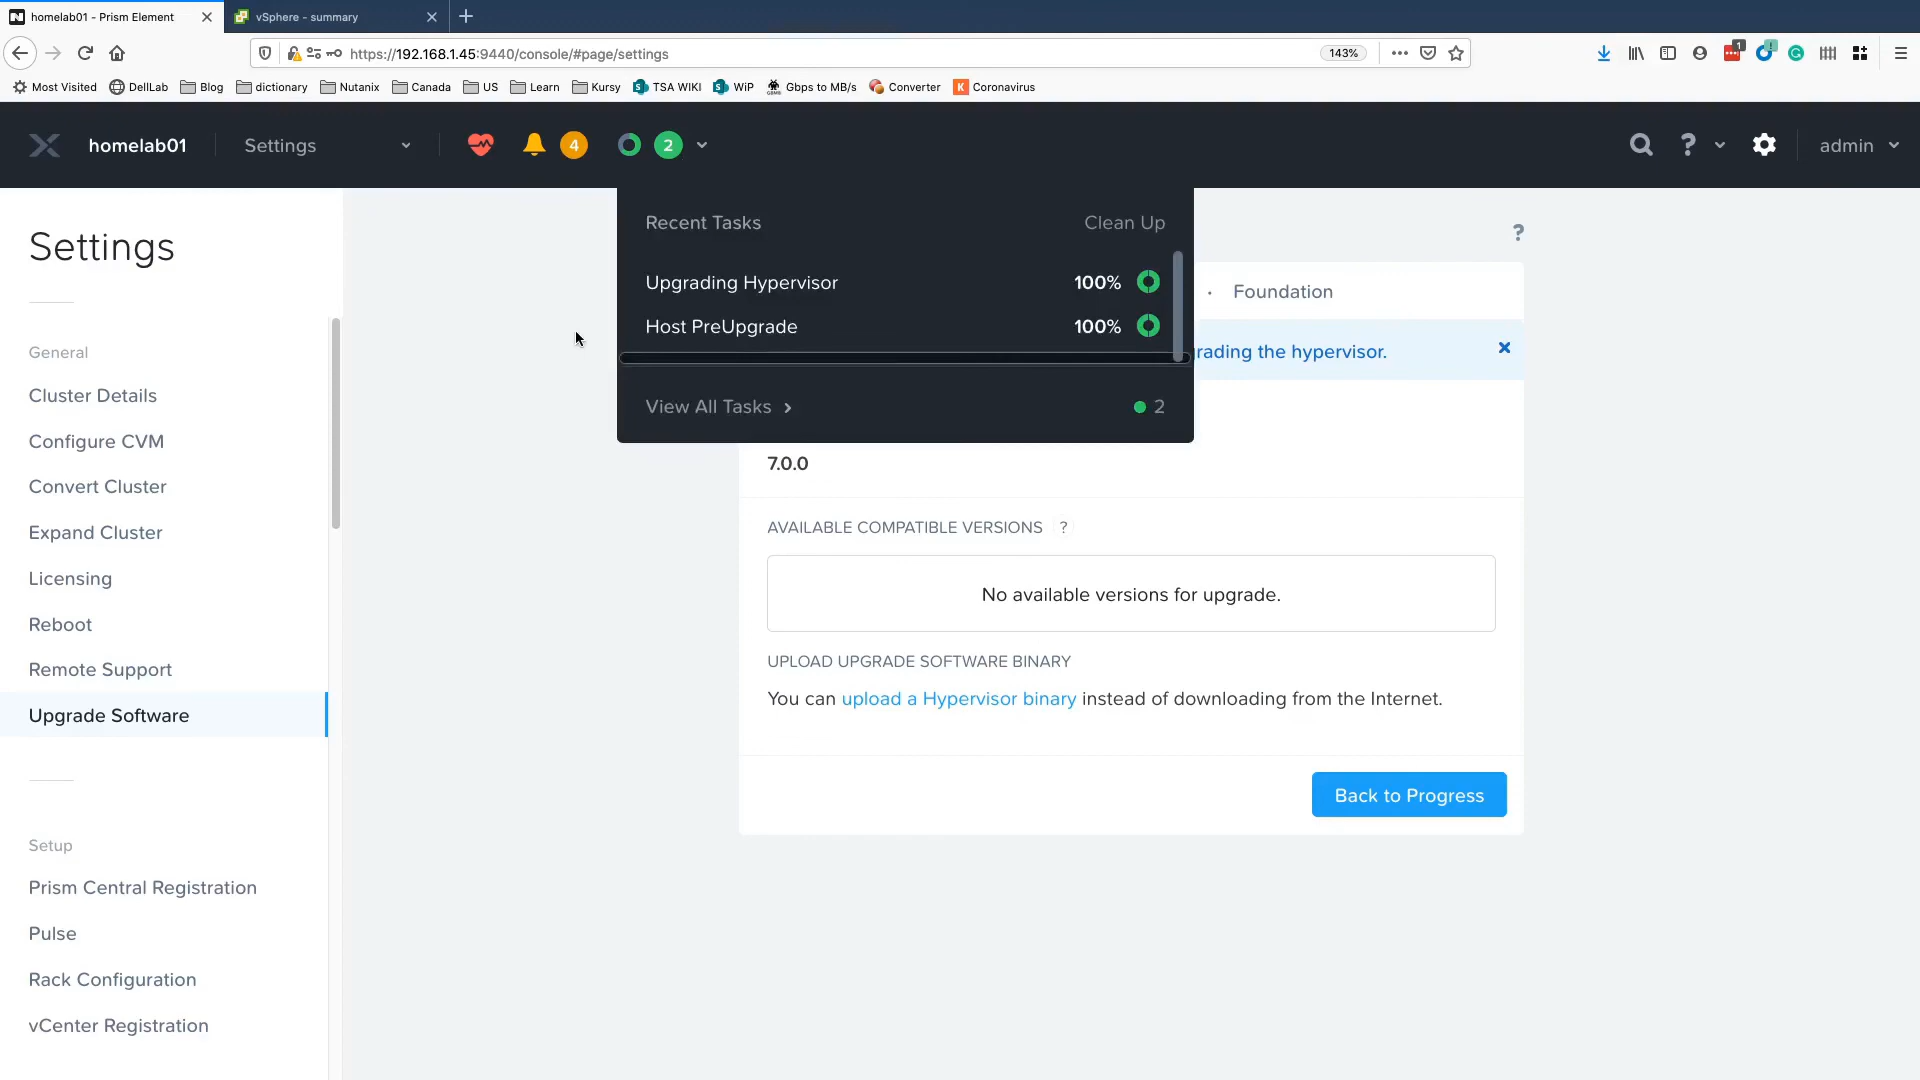 homelab01 - Prism Element
vSphere - summary
https://192.168.1.45:9440/console/#page/settings
143%
1
Most Visited
DellLab
Blog
dictionary
Nutanix
Canada
US
Learn
Kursy
TSA WIKI
WiP
Gbps to MB/s
Converter
Coronavirus
homelab01
Settings
4
2
?
admin
Settings
General
Cluster Details
Configure CVM
Convert Cluster
Expand Cluster
Licensing
Reboot
Remote Support
Upgrade Software
Setup
Prism Central Registration
Pulse
Rack Configuration
vCenter Registration
Recent Tasks
Clean Up
Upgrading Hypervisor 100%
Host PreUpgrade 100%
View All Tasks
2
?
· Foundation
rading the hypervisor.
7.0.0
AVAILABLE COMPATIBLE VERSIONS ?
No available versions for upgrade.
UPLOAD UPGRADE SOFTWARE BINARY
You can upload a Hypervisor binary instead of downloading from the Internet.
Back to Progress